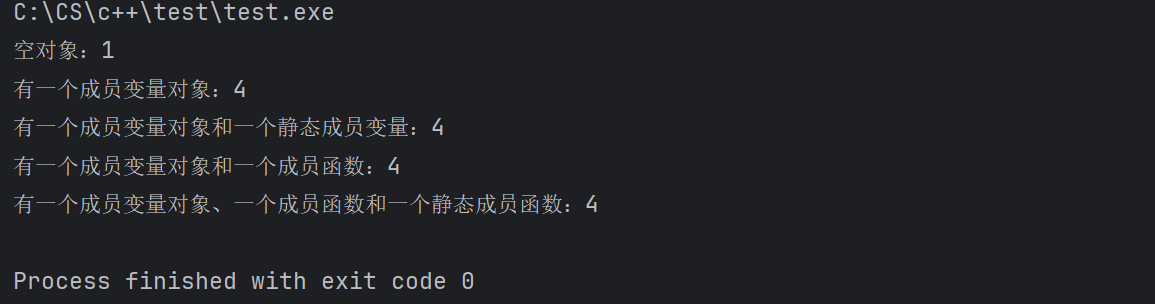 C:\CS\c++\test\test.exe
空对象：1
有一个成员变量对象：4
有一个成员变量对象和一个静态成员变量：4
有一个成员变量对象和一个成员函数：4
有一个成员变量对象、一个成员函数和一个静态成员函数：4
Process finished with exit code 0